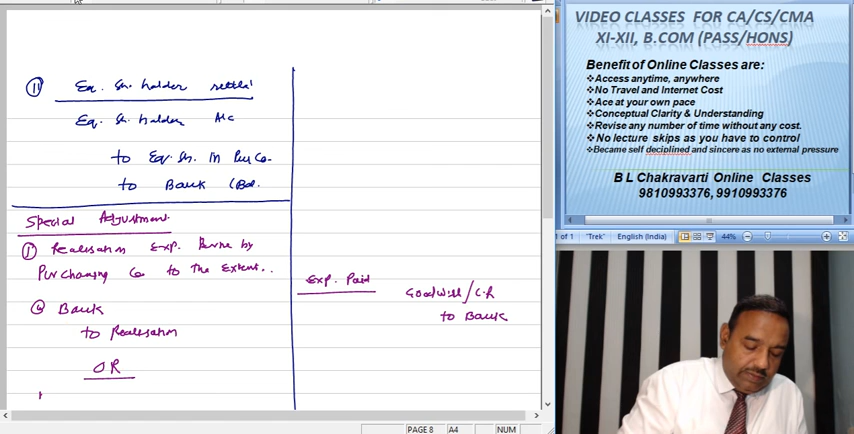 11 Eq. Sh. holder settle
Eq. Sh. holder A/c
to Eq. Sh. in Pur Co.
to Bank (Bal.
Special Adjustment.
1 Realisation Exp. Borne by
Purchasing Co to the Extent..
@ Bank
to Realisation
OR
Exp. Paid
Goodwill/C.R
to Bank
PAGE 8 A4 NUM
VIDEO CLASSES FOR CA/CS/CMA
XI-XII, B.COM (PASS/HONS)
Benefit of Online Classes are:
❖Access anytime, anywhere
❖No Travel and Internet Cost
❖Ace at your own pace
❖Conceptual Clarity & Understanding
❖Revise any number of time without any cost.
❖No lecture skips as you have to control
❖Became self deciplined and sincere as no external pressure
B L Chakravarti Online Classes
9810993376, 9910993376
1 of 1 "Trek" English (India) 44%